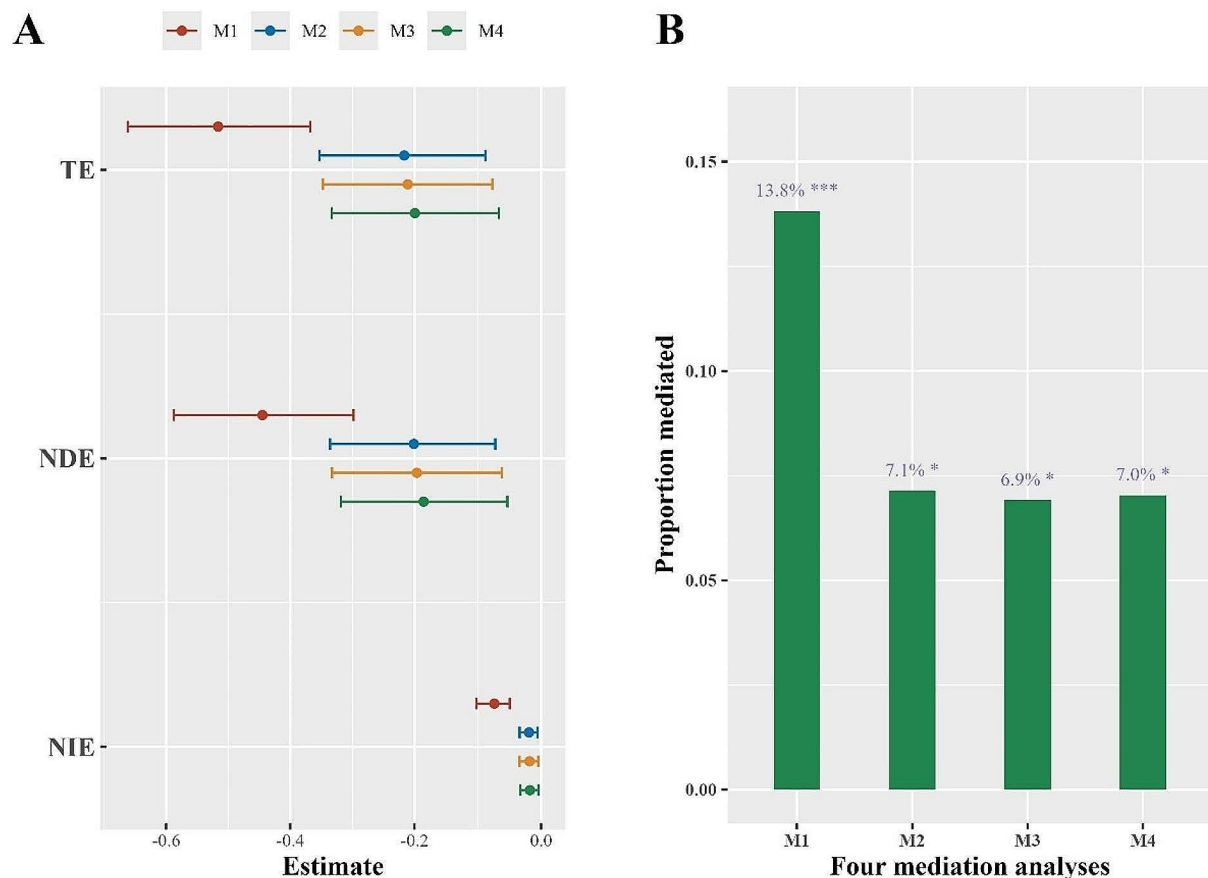 A
M1 M2 M3 M4
TE
NDE
NIE
-0.6 -0.4 -0.2 0.0
Estimate
B
Proportion mediated
0.15
0.10
0.05
0.00
13.8% ***
7.1% *
6.9% *
7.0% *
M1 M2 M3 M4
Four mediation analyses